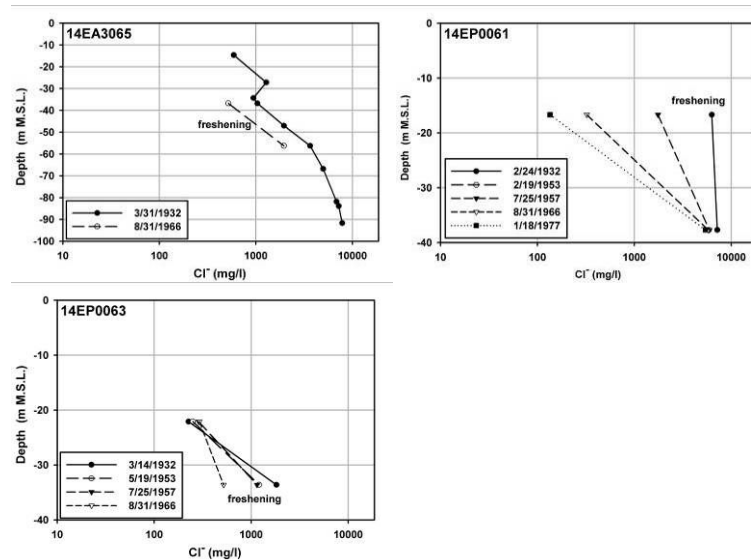 14EA3065
0
-10
-20
-30
-40
-50
-60
-70
-80
-90
-100
Depth (m M.S.L.)
freshening
3/31/1932
8/31/1966
10 100 1000 10000
Cl⁻ (mg/l)
14EP0061
0
-10
-20
-30
-40
Depth (m M.S.L.)
freshening
2/24/1932
2/19/1953
7/25/1957
8/31/1966
1/18/1977
10 100 1000 10000
Cl⁻ (mg/l)
14EP0063
0
-10
-20
-30
-40
Depth (m M.S.L.)
3/14/1932
5/19/1953
7/25/1957
8/31/1966
freshening
10 100 1000 10000
Cl⁻ (mg/l)